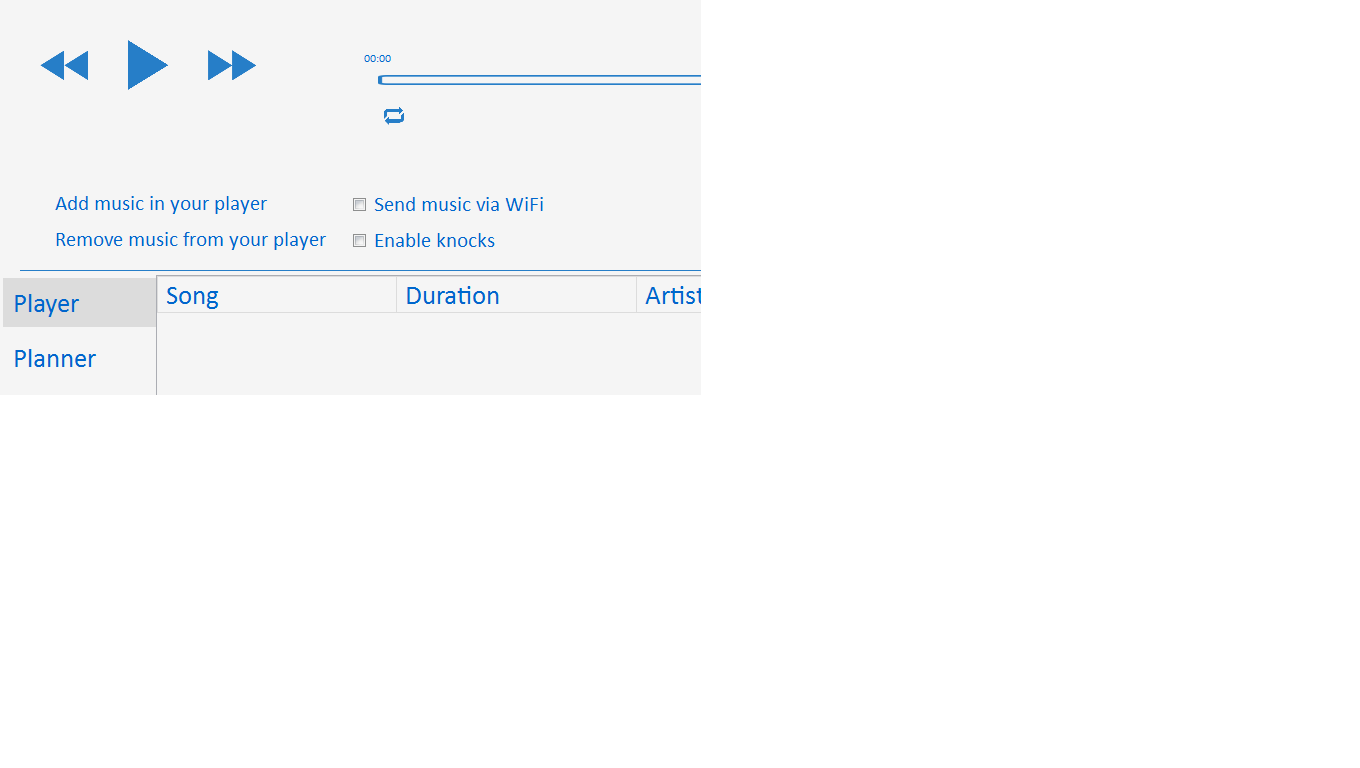 00:00
Add music in your player
Send music via WiFi
Remove music from your player
Enable knocks
Song Duration Artist
Player
Planner